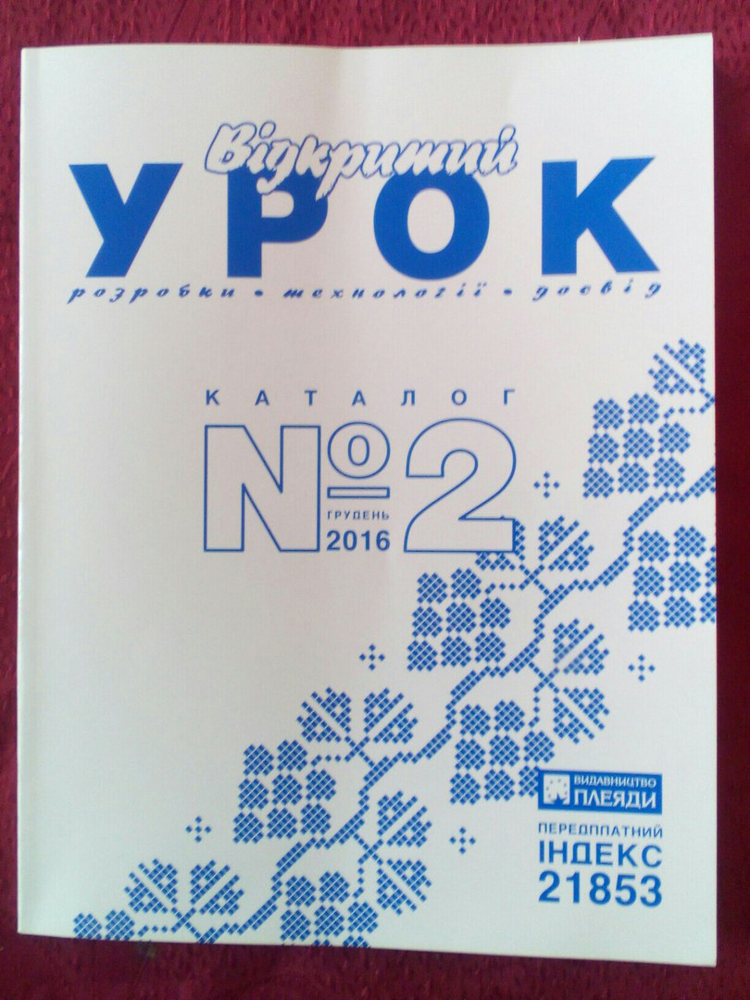 Відкритий
УРОК
розробки • технології • досвід
КАТАЛОГ
№2
ГРУДЕНЬ
2016
ВИДАВНИЦТВО
ПЛЕЯДИ
ПЕРЕДПЛАТНИЙ
ІНДЕКС
21853